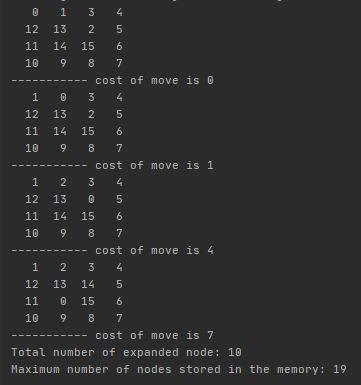 0 1 3 4
12 13 2 5
11 14 15 6
10 9 8 7
----------- cost of move is 0
1 0 3 4
12 13 2 5
11 14 15 6
10 9 8 7
----------- cost of move is 1
1 2 3 4
12 13 0 5
11 14 15 6
10 9 8 7
----------- cost of move is 4
1 2 3 4
12 13 14 5
11 0 15 6
10 9 8 7
----------- cost of move is 7
Total number of expanded node: 10
Maximum number of nodes stored in the memory: 19